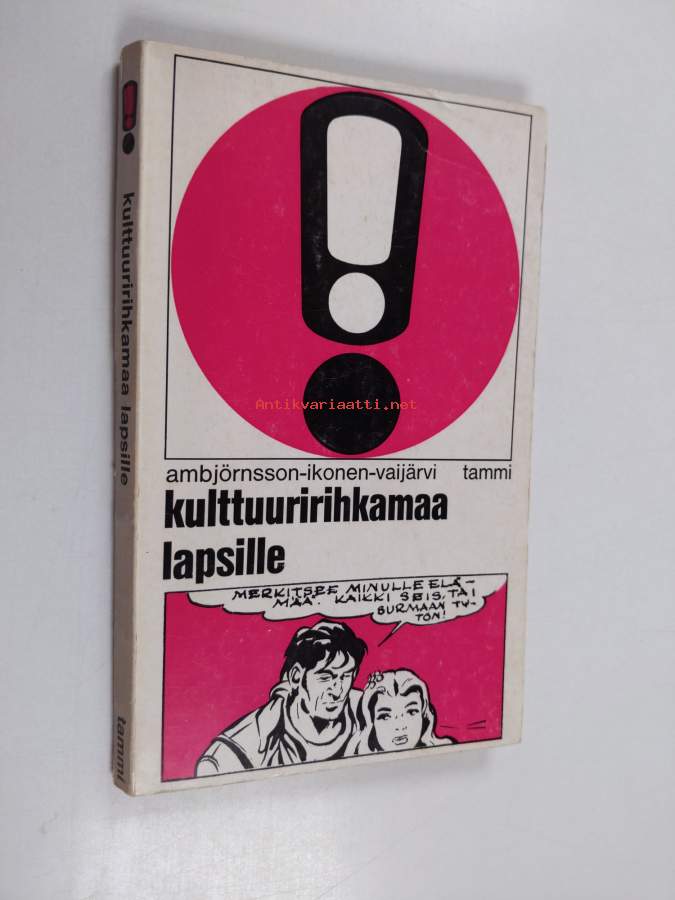 kulttuuririhkamaa lapsille
tammi
Antikvariaatti.net
ambjörnsson-ikonen-vaijärvi tammi
kulttuuririhkamaa
lapsille
MERKITSEE MINULLE ELÄ-
MÄÄ. KAIKKI SEIS, TAI
SURMAAN TY-
TÖN!